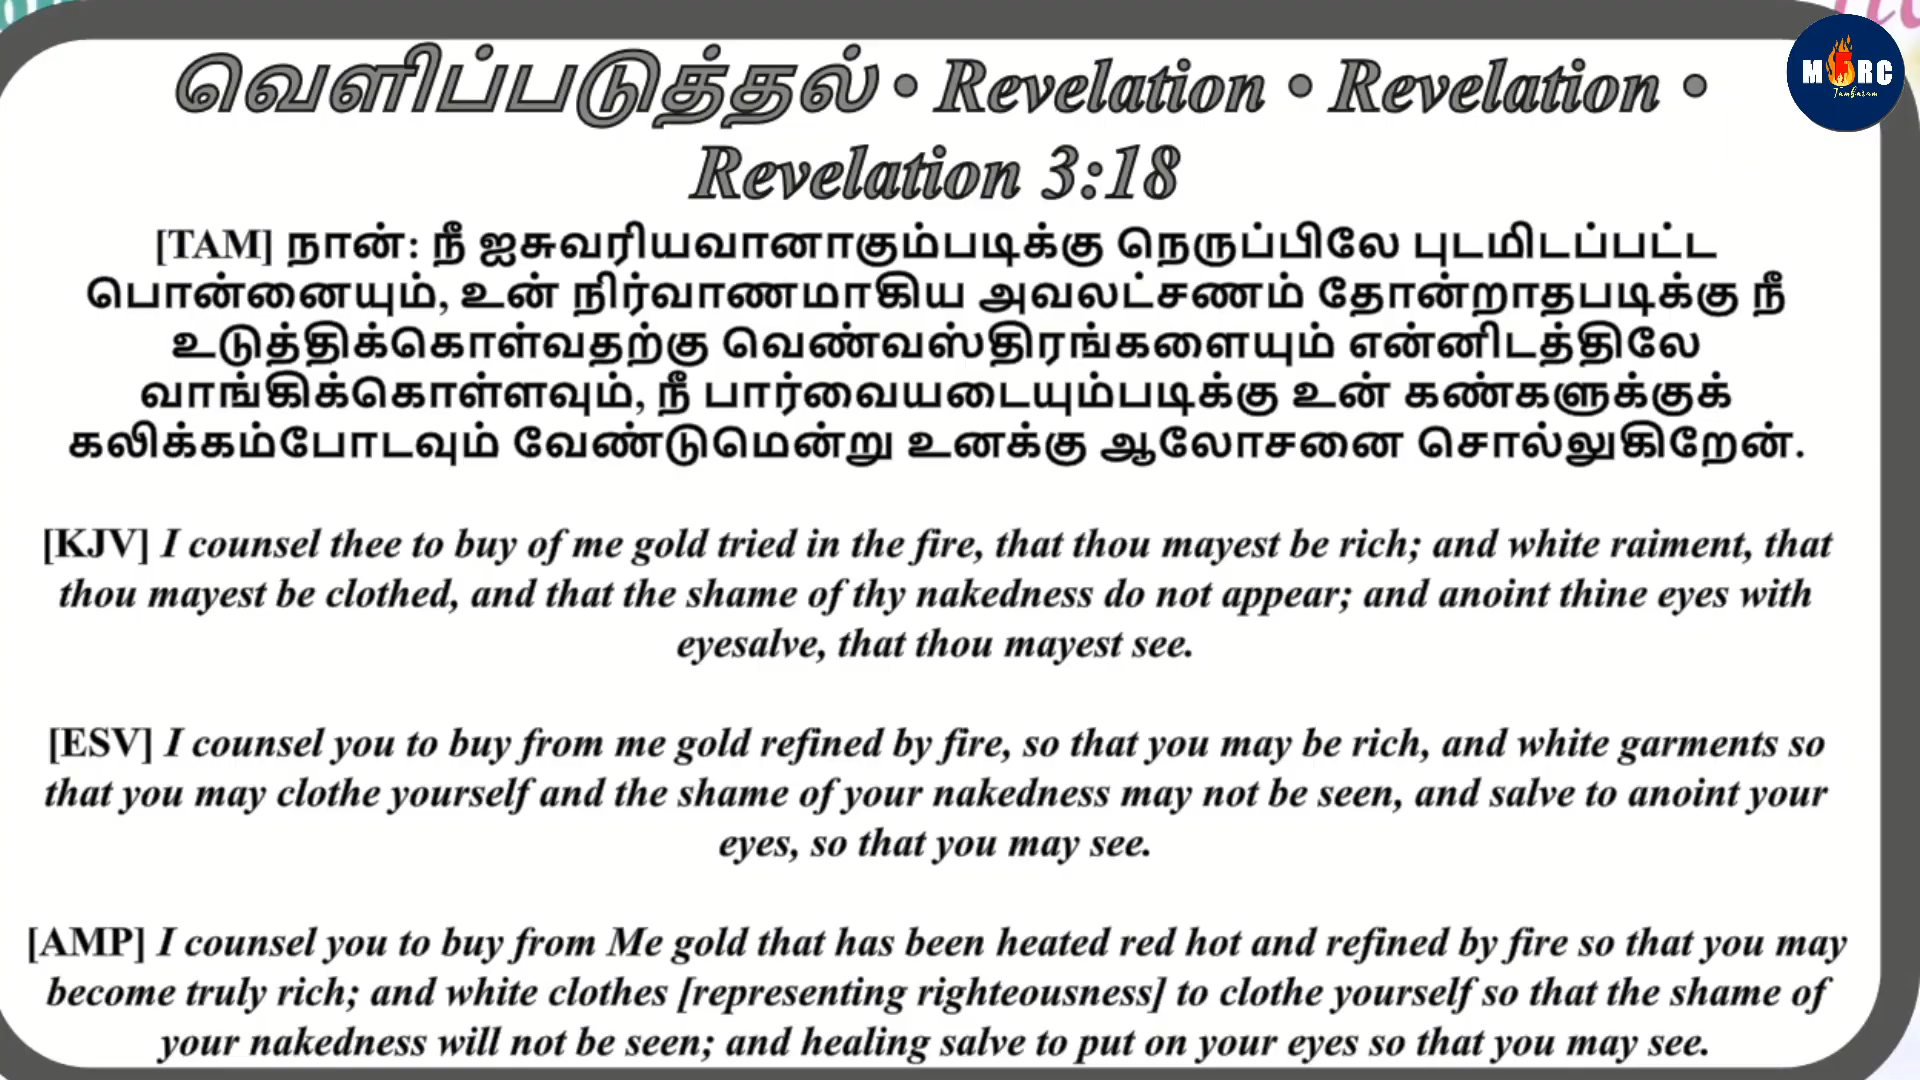 வெளிப்படுத்தல் • Revelation • Revelation •
Revelation 3:18
[TAM] நான்: நீ ஐசுவரியவானாகும்படிக்கு நெருப்பிலே புடமிடப்பட்ட
பொன்னையும், உன் நிர்வாணமாகிய அவலட்சணம் தோன்றாதபடிக்கு நீ
உடுத்திக்கொள்வதற்கு வெண்வஸ்திரங்களையும் என்னிடத்திலே
வாங்கிக்கொள்ளவும், நீ பார்வையடையும்படிக்கு உன் கண்களுக்குக்
கலிக்கம்போடவும் வேண்டுமென்று உனக்கு ஆலோசனை சொல்லுகிறேன்.
[KJV] I counsel thee to buy of me gold tried in the fire, that thou mayest be rich; and white raiment, that
thou mayest be clothed, and that the shame of thy nakedness do not appear; and anoint thine eyes with
eyesalve, that thou mayest see.
[ESV] I counsel you to buy from me gold refined by fire, so that you may be rich, and white garments so
that you may clothe yourself and the shame of your nakedness may not be seen, and salve to anoint your
eyes, so that you may see.
[AMP] I counsel you to buy from Me gold that has been heated red hot and refined by fire so that you may
become truly rich; and white clothes [representing righteousness] to clothe yourself so that the shame of
your nakedness will not be seen; and healing salve to put on your eyes so that you may see.
MFRC
Tambaram